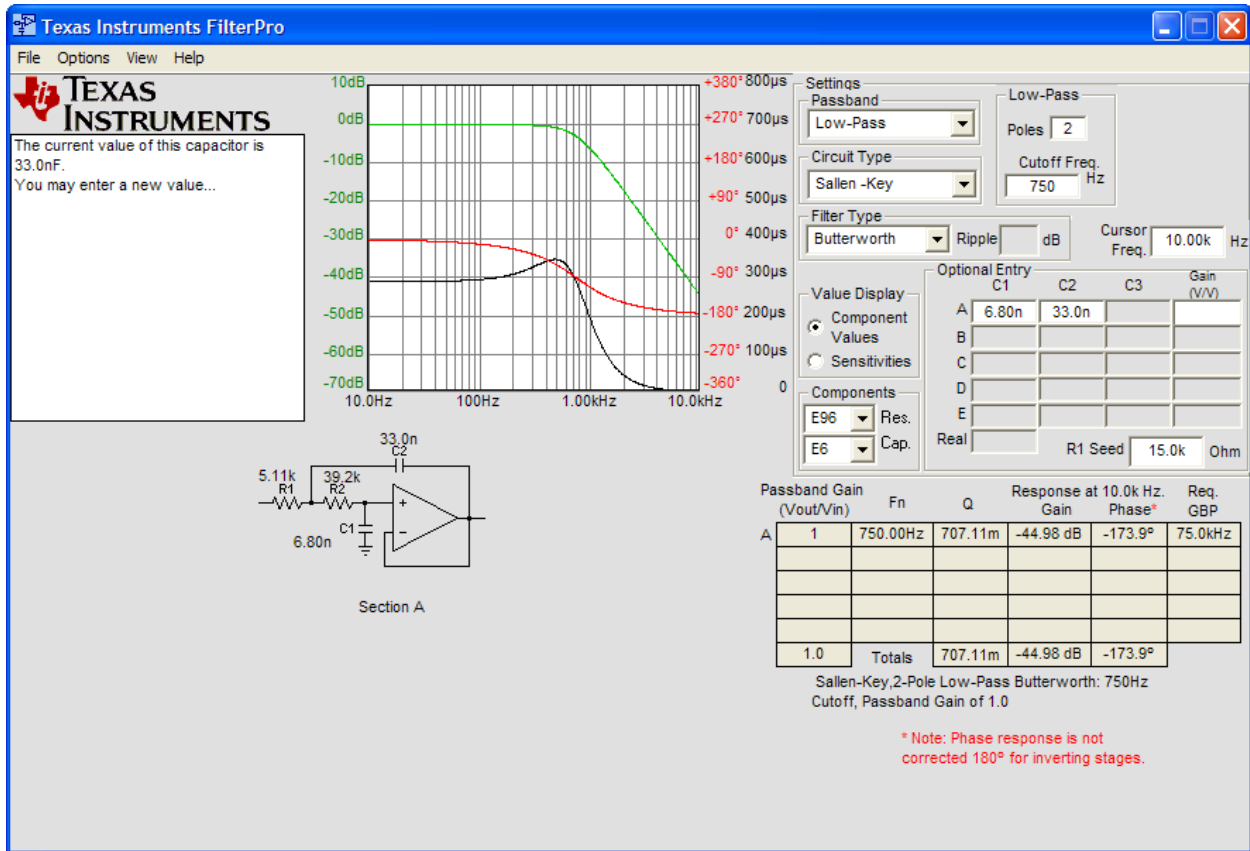 Texas Instruments FilterPro
File Options View Help
TEXAS
INSTRUMENTS
The current value of this capacitor is
33.0nF.
You may enter a new value...
10dB
0dB
-10dB
-20dB
-30dB
-40dB
-50dB
-60dB
-70dB
+380° 800µs
+270° 700µs
+180° 600µs
+90° 500µs
0° 400µs
-90° 300µs
-180° 200µs
-270° 100µs
-360° 0
10.0Hz 100Hz 1.00kHz 10.0kHz
Settings
Passband
Low-Pass
Low-Pass
Poles 2
Cutoff Freq.
750 Hz
Circuit Type
Sallen -Key
Filter Type
Butterworth Ripple dB
Cursor Freq. 10.00k Hz
Value Display
Component Values
Sensitivities
Components
E96 Res.
E6 Cap.
Optional Entry
C1 C2 C3 Gain (V/V)
A 6.80n 33.0n
B
C
D
E
Real
R1 Seed 15.0k Ohm
33.0n
C2
5.11k 39.2k
R1 R2
+
-
C1
6.80n
Section A
Passband Gain (Vout/Vin) Fn Q Response at 10.0k Hz. Gain Phase* Req. GBP
A 1 750.00Hz 707.11m -44.98 dB -173.9° 75.0kHz
1.0 Totals 707.11m -44.98 dB -173.9°
Sallen-Key,2-Pole Low-Pass Butterworth: 750Hz
Cutoff, Passband Gain of 1.0
* Note: Phase response is not
corrected 180° for inverting stages.